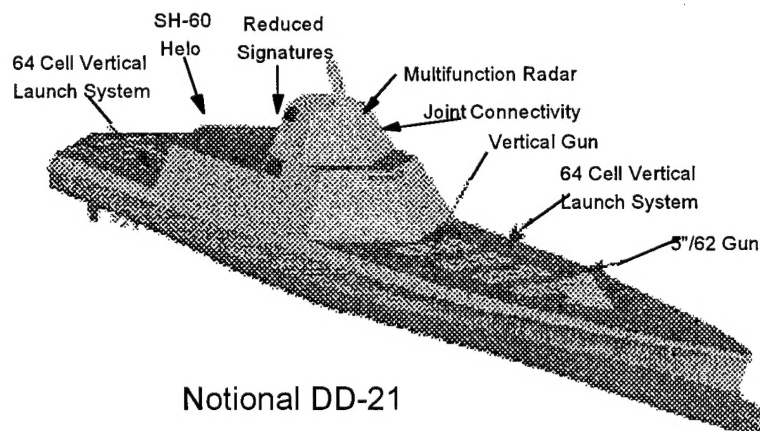 SH-60
Helo
Reduced
Signatures
64 Cell Vertical
Launch System
Multifunction Radar
Joint Connectivity
Vertical Gun
64 Cell Vertical
Launch System
5"/62 Gun
Notional DD-21